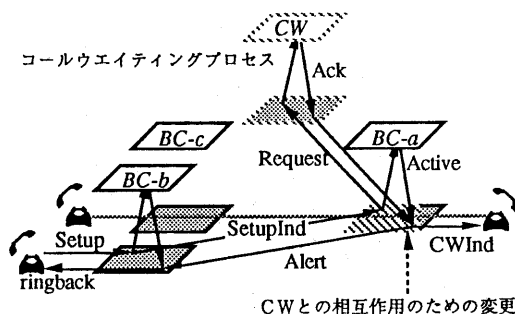 CW
コールウエイティングプロセス
Ack
BC-c
BC-a
Request
Active
BC-b
Setup
SetupInd
CWInd
Alert
ringback
CWとの相互作用のための変更